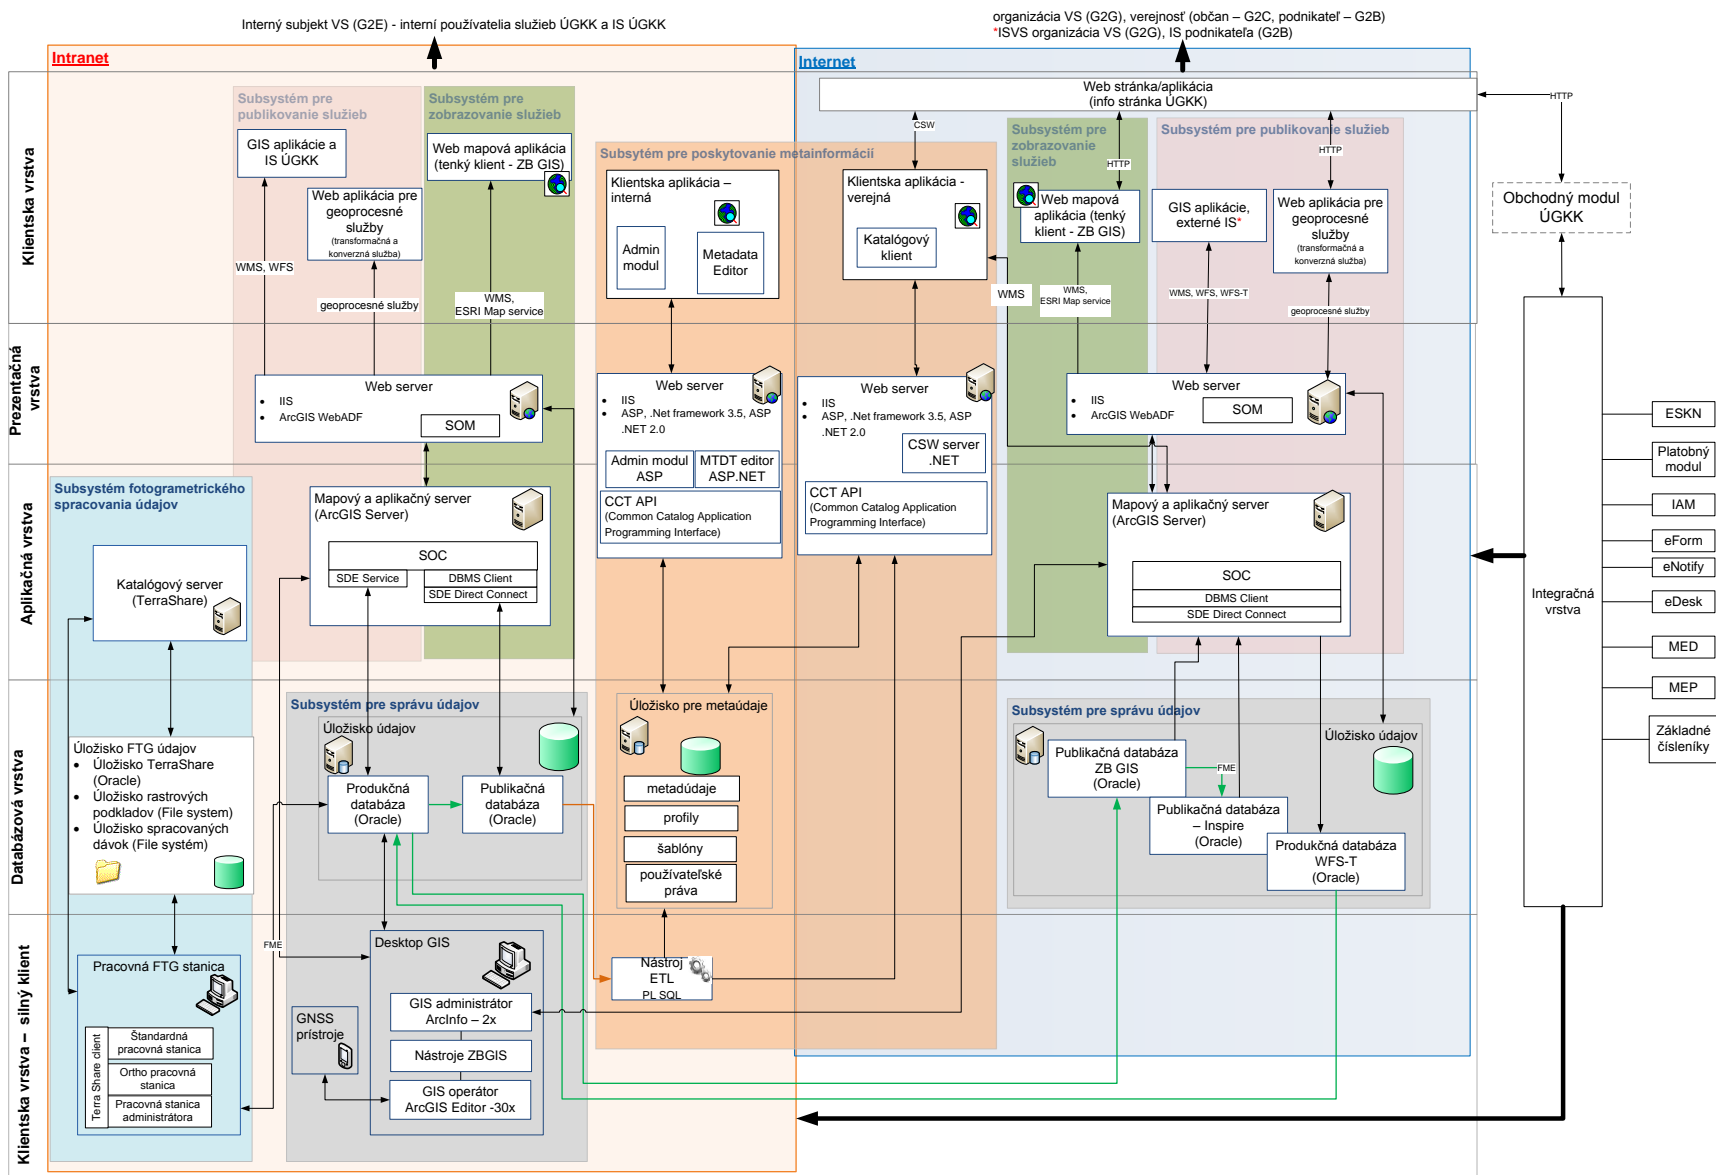 Interný subjekt VS (G2E) - interní používatelia služieb ÚGKK a IS ÚGKK
organizácia VS (G2G), verejnosť (občan – G2C, podnikateľ – G2B)
*ISVS organizácia VS (G2G), IS podnikateľa (G2B)
Intranet
Internet
Klientska vrstva
Prezentačná
vrstva
Aplikačná vrstva
Databázová vrstva
Klientska vrstva – silný klient
Subsystém pre
publikovanie služieb
Subsystém pre
zobrazovanie služieb
GIS aplikácie a
IS ÚGKK
Web mapová aplikácia
(tenký klient - ZB GIS)
Web aplikácia pre
geoprocesné
služby
(transformačná a
konverzná služba)
WMS, WFS
geoprocesné služby
WMS,
ESRI Map service
Subsytém pre poskytovanie metainformácií
Klientska aplikácia –
interná
Admin
modul
Metadata
Editor
Klientska aplikácia -
verejná
Katalógový
klient
Web stránka/aplikácia
(info stránka ÚGKK)
CSW
HTTP
HTTP
HTTP
Subsystém pre
zobrazovanie
služieb
Subsystém pre publikovanie služieb
Web mapová
aplikácia (tenký
klient - ZB GIS)
GIS aplikácie,
externé IS*
Web aplikácia pre
geoprocesné
služby
(transformačná a
konverzná služba)
WMS
WMS,
ESRI Map service
WMS, WFS, WFS-T
geoprocesné služby
Obchodný modul
ÚGKK
Web server
• IIS
• ArcGIS WebADF
SOM
Web server
• IIS
• ASP, .Net framework 3.5, ASP
.NET 2.0
Admin modul
ASP
MTDT editor
ASP.NET
CCT API
(Common Catalog Application
Programming Interface)
Web server
• IIS
• ASP, .Net framework 3.5, ASP
.NET 2.0
CSW server
.NET
CCT API
(Common Catalog Application
Programming Interface)
Web server
• IIS
• ArcGIS WebADF
SOM
Subsystém fotogrametrického
spracovania údajov
Katalógový server
(TerraShare)
Mapový a aplikačný server
(ArcGIS Server)
SOC
SDE Service
DBMS Client
SDE Direct Connect
Mapový a aplikačný server
(ArcGIS Server)
SOC
DBMS Client
SDE Direct Connect
Integračná
vrstva
ESKN
Platobný
modul
IAM
eForm
eNotify
eDesk
MED
MEP
Základné
číselníky
Úložisko FTG údajov
• Úložisko TerraShare
(Oracle)
• Úložisko rastrových
podkladov (File system)
• Úložisko spracovaných
dávok (File systém)
Subsystém pre správu údajov
Úložisko údajov
Produkčná
databáza
(Oracle)
Publikačná
databáza
(Oracle)
Úložisko pre metaúdaje
metadúdaje
profily
šablóny
používateľské
práva
Subsystém pre správu údajov
Úložisko údajov
Publikačná databáza
ZB GIS
(Oracle)
FME
Publikačná databáza
– Inspire
(Oracle)
Produkčná databáza
WFS-T
(Oracle)
FME
Pracovná FTG stanica
Terra Share client
Štandardná
pracovná stanica
Ortho pracovná
stanica
Pracovná stanica
administrátora
Desktop GIS
GNSS
prístroje
GIS administrátor
ArcInfo – 2x
Nástroje ZBGIS
GIS operátor
ArcGIS Editor -30x
Nástroj
ETL
PL SQL